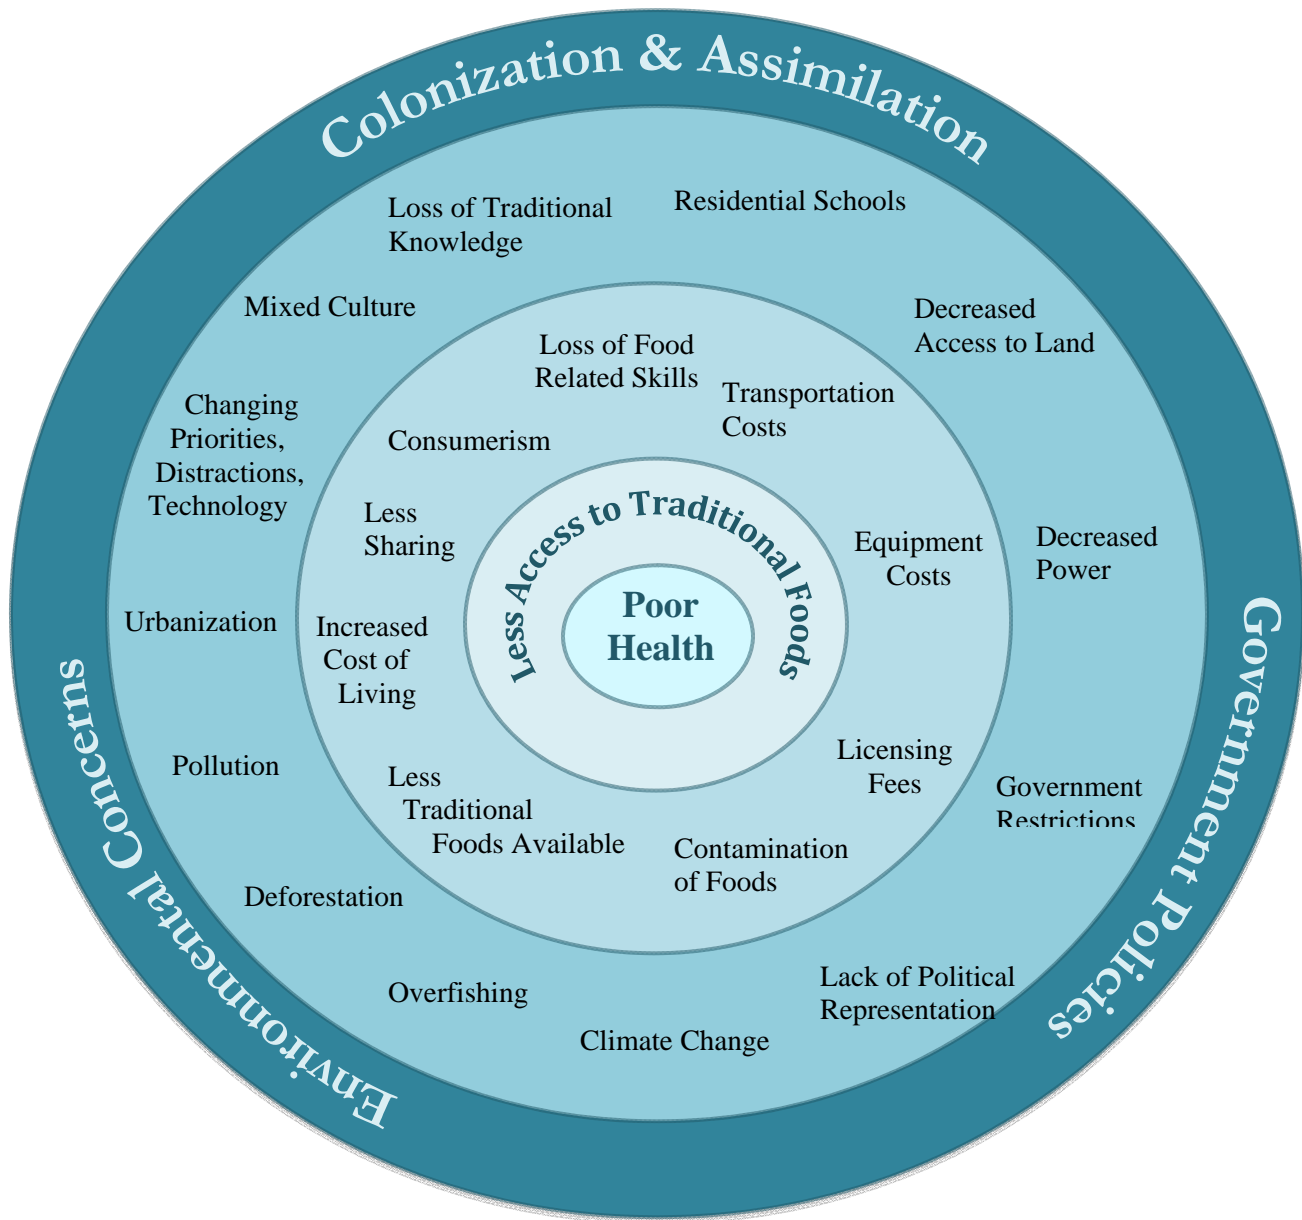 Colonization & Assimilation
Residential Schools
Loss of Traditional
Knowledge
Mixed Culture
Decreased
Access to Land
Loss of Food
Related Skills
Transportation
Costs
Changing
Priorities,
Distractions,
Technology
Consumerism
Less Access to Traditional Foods
Less
Sharing
Equipment
Costs
Decreased
Power
Poor
Health
Urbanization
Increased
Cost of
Living
Government Policies
Environmental Concerns
Pollution
Licensing
Fees
Less
Traditional
Foods Available
Government
Restrictions
Contamination
of Foods
Deforestation
Lack of Political
Representation
Overfishing
Climate Change